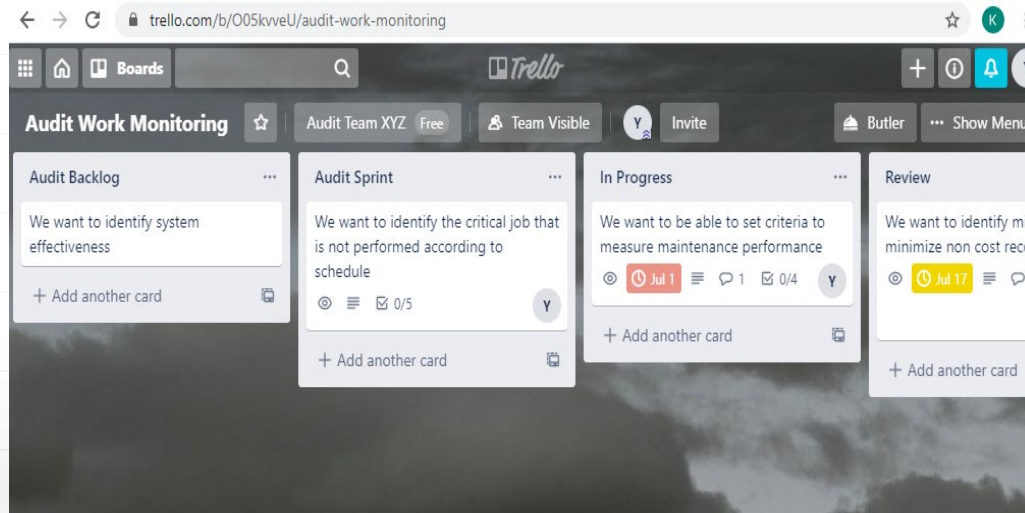 trello.com/b/O05kvveU/audit-work-monitoring
K
Boards
Trello
Audit Work Monitoring
Audit Team XYZ Free
Team Visible
Y
Invite
Butler
... Show Menu
Audit Backlog
...
We want to identify system
effectiveness
+ Add another card
Audit Sprint
...
We want to identify the critical job that
is not performed according to
schedule
0/5
Y
+ Add another card
In Progress
...
We want to be able to set criteria to
measure maintenance performance
Jul 1
1
0/4
Y
+ Add another card
Review
We want to identify
minimize non cost
Jul 17
+ Add another card